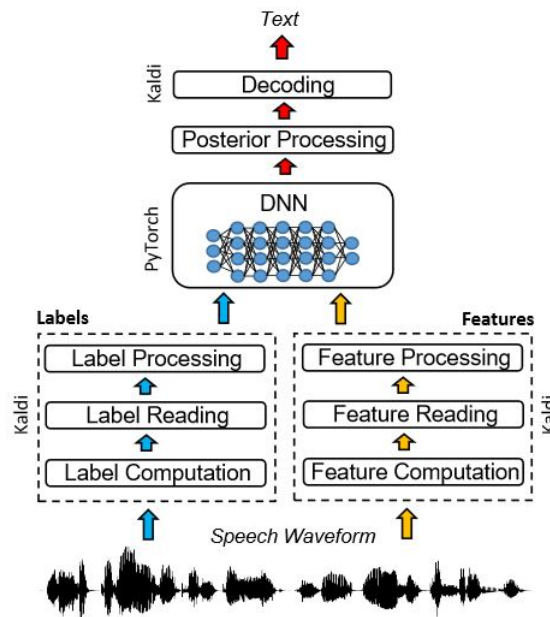 Text
Kaldi
Decoding
Posterior Processing
PyTorch
DNN
Labels
Features
Kaldi
Label Processing
Label Reading
Label Computation
Feature Processing
Feature Reading
Feature Computation
Kaldi
Speech Waveform